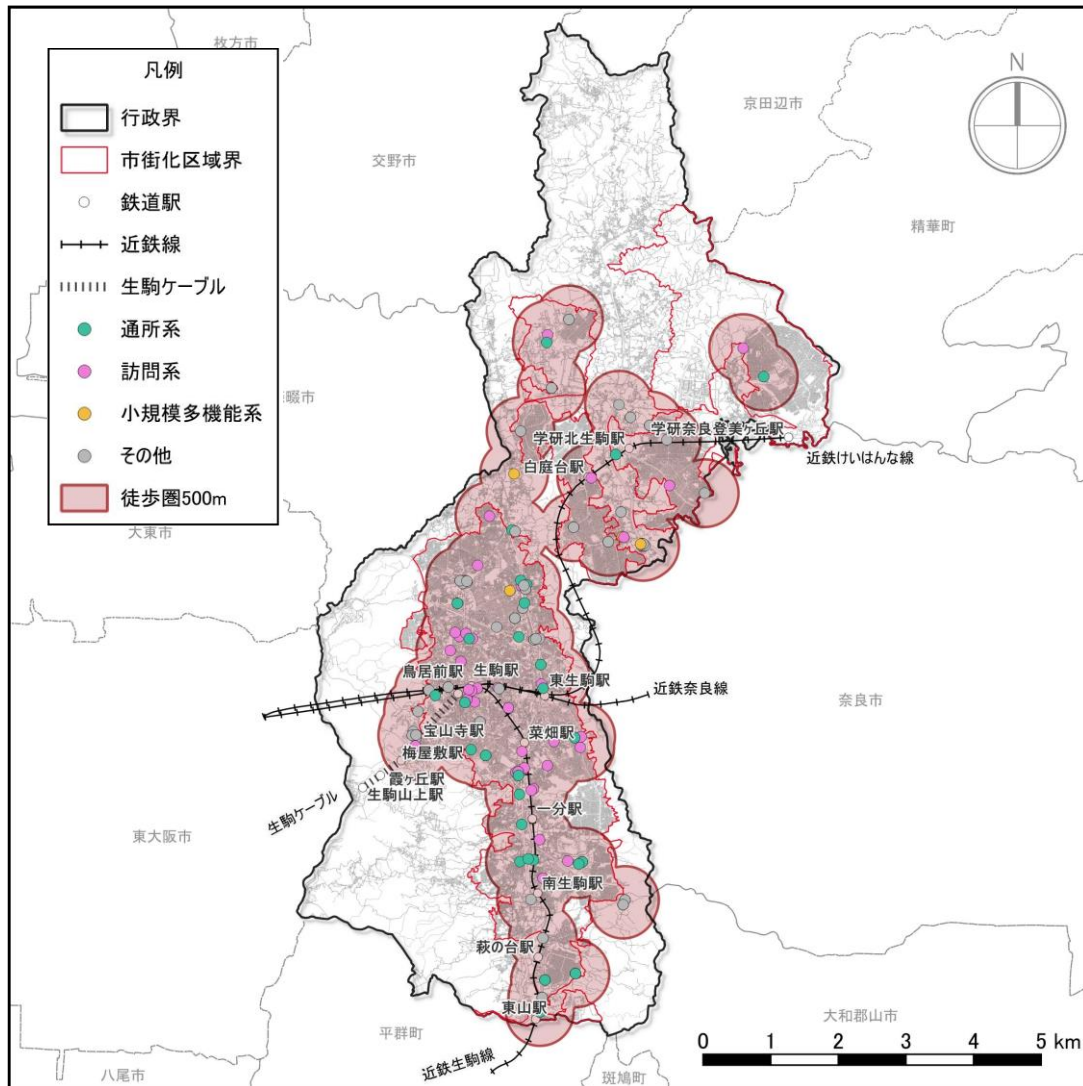 枚方市
凡例
行政界
市街化区域界
鉄道駅
近鉄線
生駒ケーブル
通所系
訪問系
小規模多機能系
その他
徒歩圏500m
N
京田辺市
交野市
精華町
畷市
学研北生駒駅
学研奈良登美ヶ丘駅
白庭台駅
近鉄けいはんな線
大東市
鳥居前駅
生駒駅
東生駒駅
近鉄奈良線
奈良市
宝山寺駅
菜畑駅
梅屋敷駅
霞ヶ丘駅
生駒山上駅
生駒ケーブル
一分駅
東大阪市
南生駒駅
萩の台駅
東山駅
平群町
大和郡山市
近鉄生駒線
八尾市
斑鳩町
0 1 2 3 4 5 km